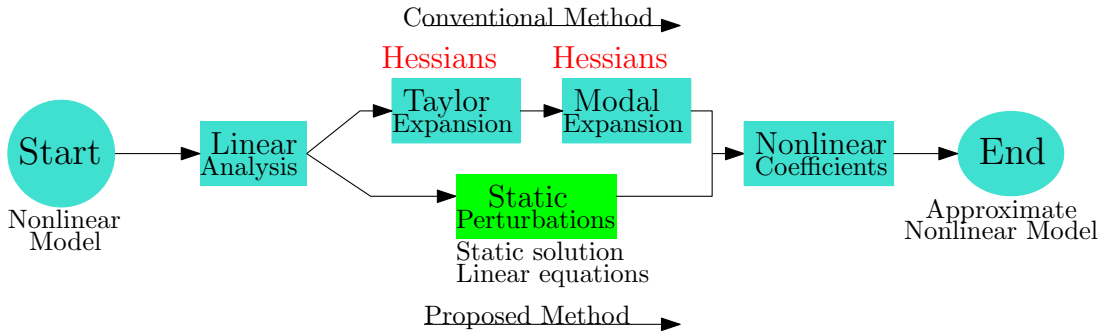 Conventional Method
Hessians
Hessians
Start
Nonlinear
Model
Linear
Analysis
Taylor
Expansion
Modal
Expansion
Static
Perturbations
Static solution
Linear equations
Nonlinear
Coefficients
End
Approximate
Nonlinear Model
Proposed Method